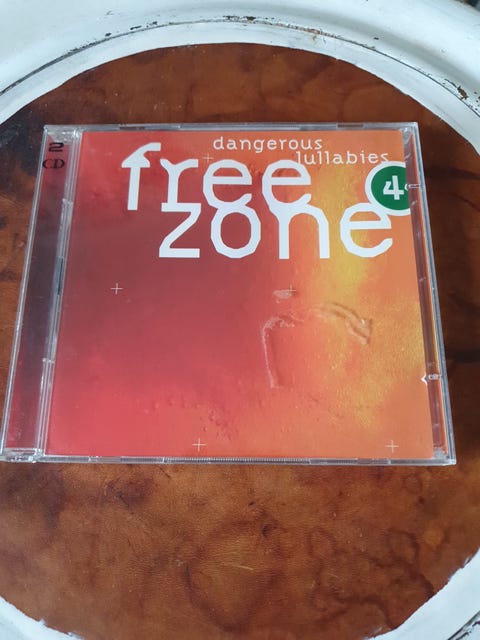 2
CD
dangerous
lullabies
free
zone
4